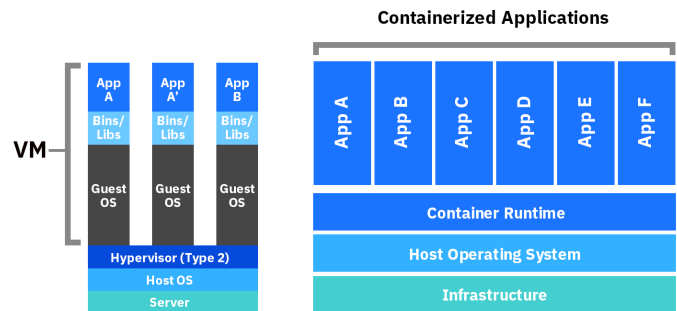 Containerized Applications
VM
App
A
App
A’
App
B
Bins/
Libs
Bins/
Libs
Bins/
Libs
Guest
OS
Guest
OS
Guest
OS
Hypervisor (Type 2)
Host OS
Server
App A
App B
App C
App D
App E
App F
Container Runtime
Host Operating System
Infrastructure